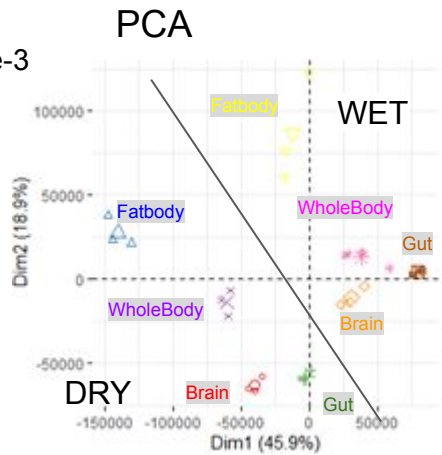 PCA
e-3
100000
50000
0
-50000
Dim2 (18.9%)
Fatbody
WET
Fatbody
WholeBody
Gut
WholeBody
Brain
DRY
Brain
Gut
-150000 -100000 -50000 0 50000
Dim1 (45.9%)